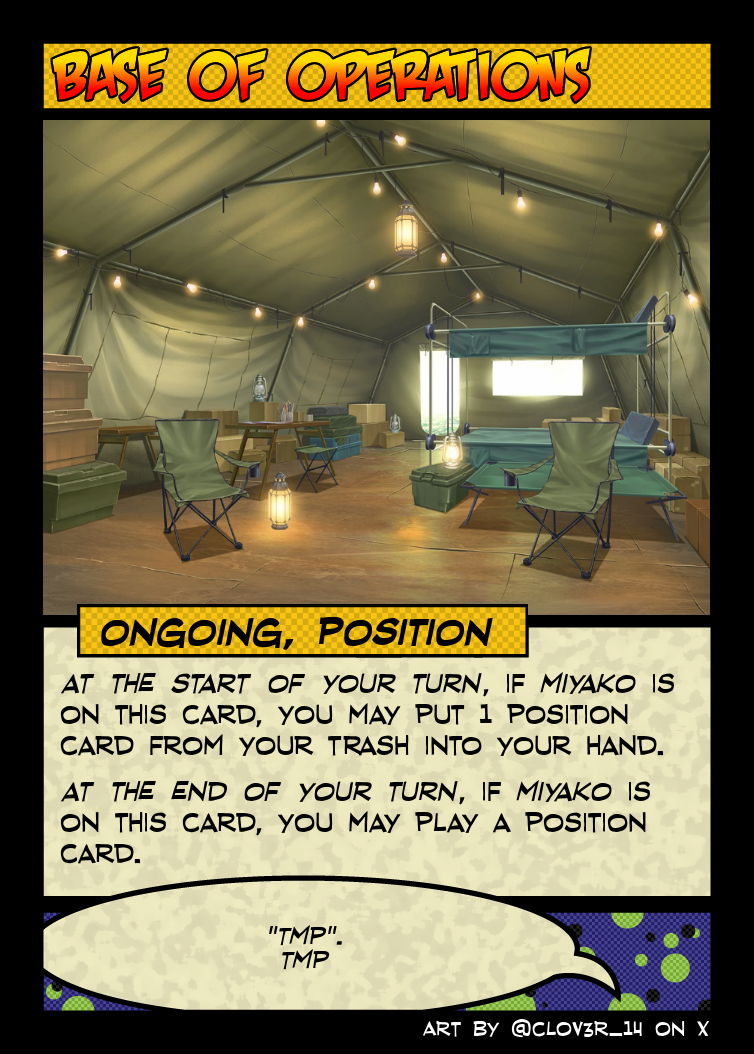 BASE OF OPERATIONS
ONGOING, POSITION
AT THE START OF YOUR TURN, IF MIYAKO IS
ON THIS CARD, YOU MAY PUT 1 POSITION
CARD FROM YOUR TRASH INTO YOUR HAND.
AT THE END OF YOUR TURN, IF MIYAKO IS
ON THIS CARD, YOU MAY PLAY A POSITION
CARD.
"TMP".
TMP
ART BY @CLOV3R_14 ON X